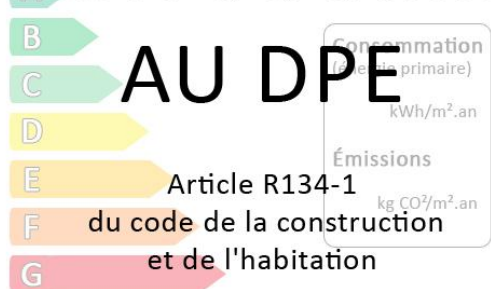 B
Consommation
AU DPE
(énergie primaire)
C
kWh/m².an
D
Émissions
E
Article R134-1
kg CO²/m².an
du code de la construction
F
et de l'habitation
G